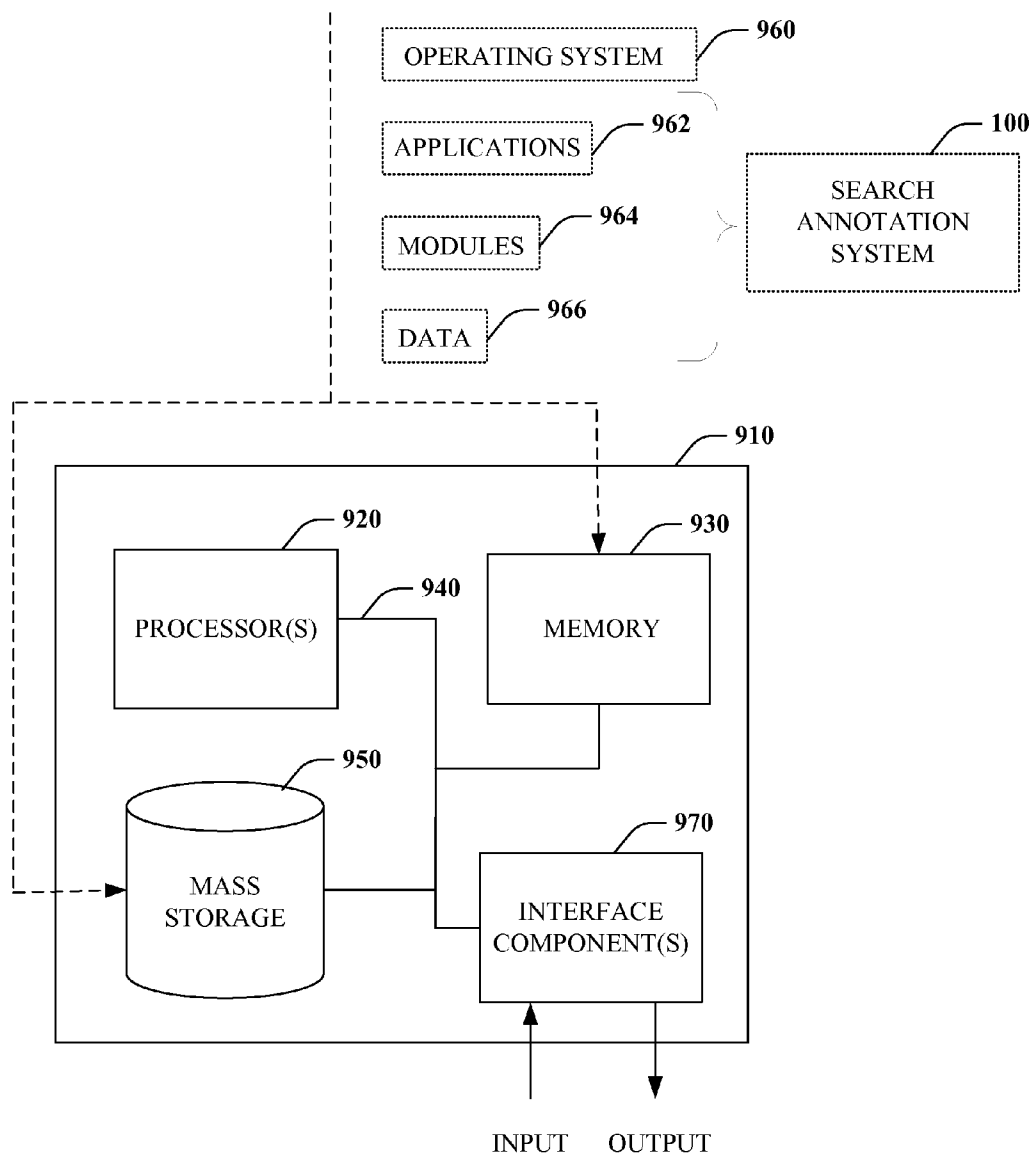 960
OPERATING SYSTEM
962
100
APPLICATIONS
SEARCH
ANNOTATION
SYSTEM
964
MODULES
966
DATA
910
920
930
940
PROCESSOR(S)
MEMORY
950
970
MASS
STORAGE
INTERFACE
COMPONENT(S)
INPUT
OUTPUT